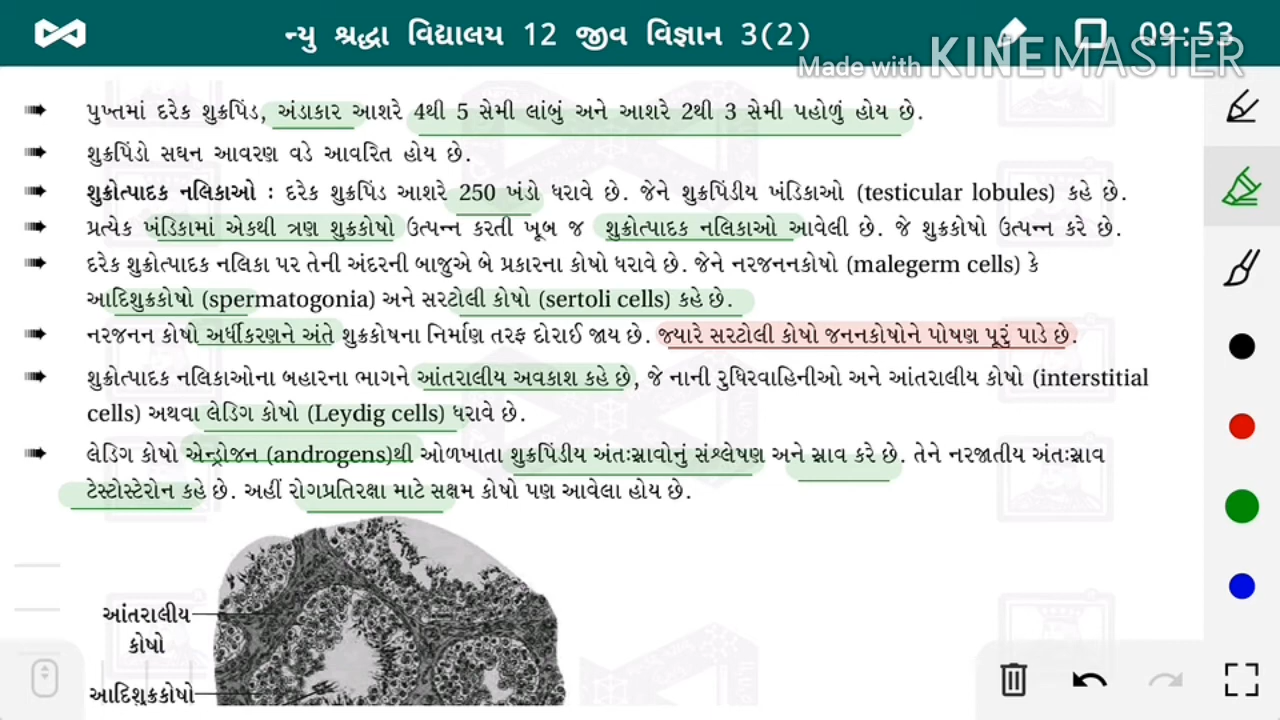 ન્યુ શ્રદ્ધા વિદ્યાલય 12 જીવ વિજ્ઞાન 3(2)
09:53
Made with KINEMASTER
પુખ્તમાં દરેક શુક્રપિંડ, અંડાકાર આશરે 4થી 5 સેમી લાંબું અને આશરે 2થી 3 સેમી પહોળું હોય છે.
શુક્રપિંડો સઘન આવરણ વડે આવરિત હોય છે.
શુક્રોત્પાદક નલિકાઓ : દરેક શુક્રપિંડ આશરે 250 ખંડો ધરાવે છે. જેને શુક્રપિંડીય ખંડિકાઓ (testicular lobules) કહે છે.
પ્રત્યેક ખંડિકામાં એકથી ત્રણ શુક્રકોષો ઉત્પન્ન કરતી ખૂબ જ શુક્રોત્પાદક નલિકાઓ આવેલી છે. જે શુક્રકોષો ઉત્પન્ન કરે છે.
દરેક શુક્રોત્પાદક નલિકા પર તેની અંદરની બાજુએ બે પ્રકારના કોષો ધરાવે છે. જેને નરજનનકોષો (malegerm cells) કે
આદિશુક્રકોષો (spermatogonia) અને સરટોલી કોષો (sertoli cells) કહે છે.
નરજનન કોષો અર્ધીકરણને અંતે શુક્રકોષના નિર્માણ તરફ દોરાઈ જાય છે. જ્યારે સરટોલી કોષો જનનકોષોને પોષણ પૂરું પાડે છે.
શુક્રોત્પાદક નલિકાઓના બહારના ભાગને આંતરાલીય અવકાશ કહે છે, જે નાની રુધિરવાહિનીઓ અને આંતરાલીય કોષો (interstitial
cells) અથવા લેડિગ કોષો (Leydig cells) ધરાવે છે.
લેડિગ કોષો એન્ડ્રોજન (androgens)થી ઓળખાતા શુક્રપિંડીય અંતઃસ્રાવોનું સંશ્લેષણ અને સ્રાવ કરે છે. તેને નરજાતીય અંતઃસ્રાવ
ટેસ્ટોસ્ટેરોન કહે છે. અહીં રોગપ્રતિરક્ષા માટે સક્ષમ કોષો પણ આવેલા હોય છે.
આંતરાલીય
કોષો
આદિશુક્રકોષો